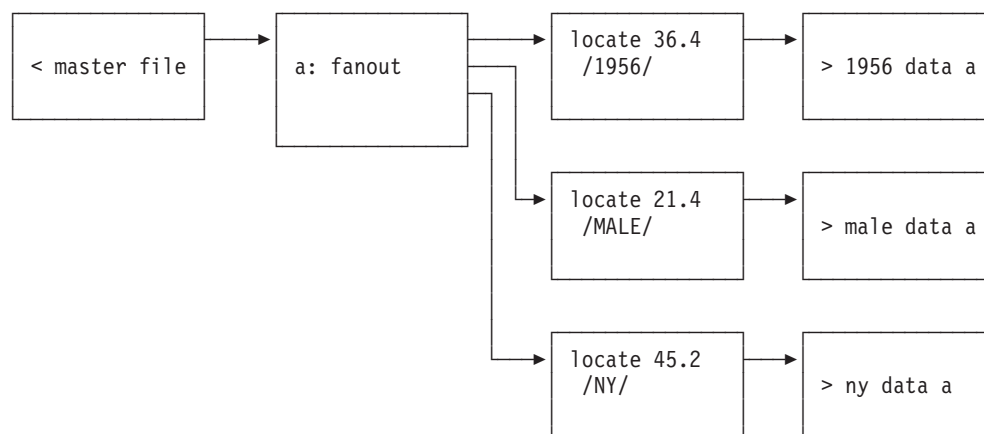 < master file
a: fanout
locate 36.4
/1956/
> 1956 data a
locate 21.4
/MALE/
> male data a
locate 45.2
/NY/
> ny data a